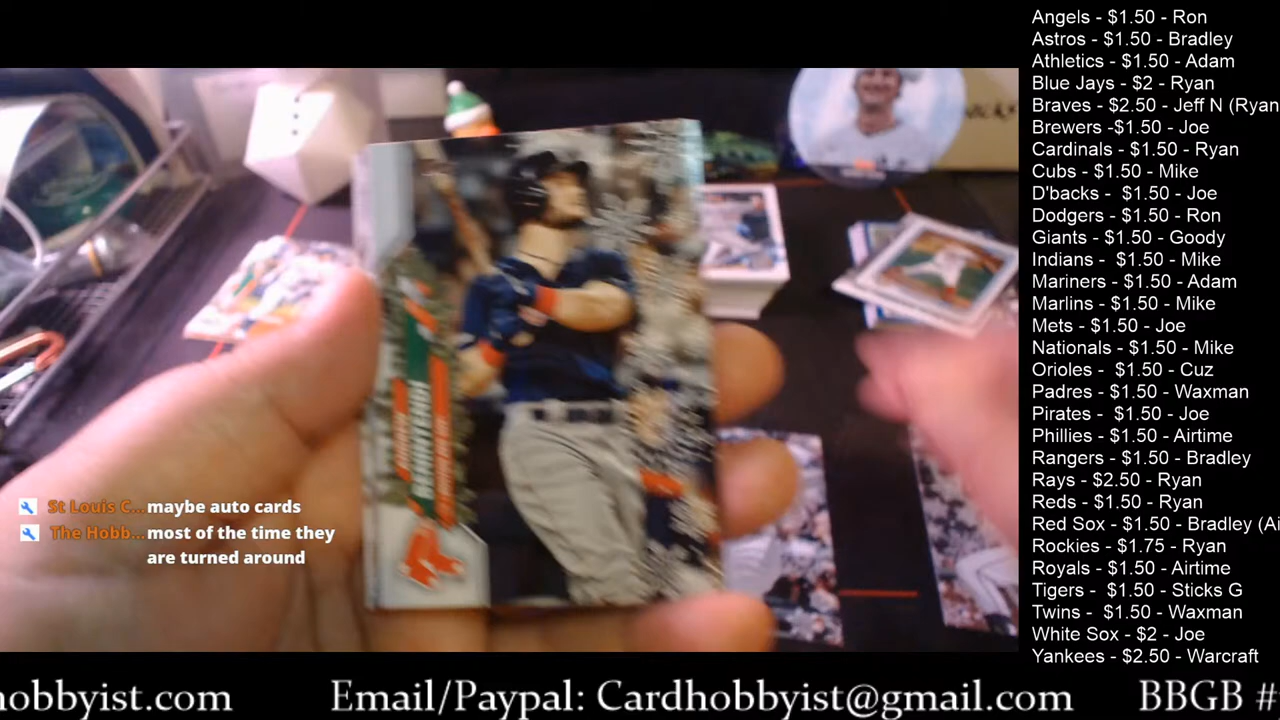 Angels - $1.50 - Ron
Astros - $1.50 - Bradley
Athletics - $1.50 - Adam
Blue Jays - $2 - Ryan
Braves - $2.50 - Jeff N (Ryan
Brewers -$1.50 - Joe
Cardinals - $1.50 - Ryan
Cubs - $1.50 - Mike
D'backs - $1.50 - Joe
Dodgers - $1.50 - Ron
Giants - $1.50 - Goody
Indians - $1.50 - Mike
Mariners - $1.50 - Adam
Marlins - $1.50 - Mike
Mets - $1.50 - Joe
Nationals - $1.50 - Mike
Orioles - $1.50 - Cuz
Padres - $1.50 - Waxman
Pirates - $1.50 - Joe
Phillies - $1.50 - Airtime
Rangers - $1.50 - Bradley
Rays - $2.50 - Ryan
Reds - $1.50 - Ryan
Red Sox - $1.50 - Bradley (Ai
Rockies - $1.75 - Ryan
Royals - $1.50 - Airtime
Tigers - $1.50 - Sticks G
Twins - $1.50 - Waxman
White Sox - $2 - Joe
Yankees - $2.50 - Warcraft
BENINTENDI
St Louis C... maybe auto cards
The Hobb... most of the time they
are turned around
hobbyist.com Email/Paypal: Cardhobbyist@gmail.com BBGB #